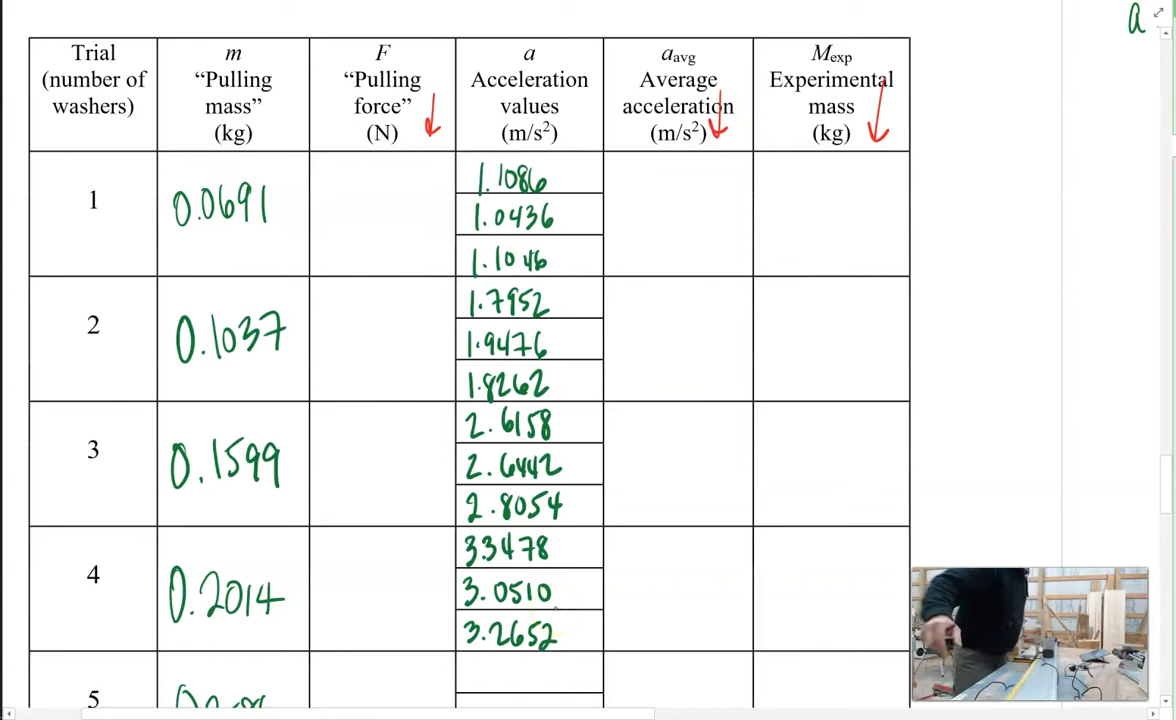 a
Trial
(number of
washers)
m
“Pulling
mass”
(kg)
F
“Pulling
force”
(N)
a
Acceleration
values
(m/s²)
aavg
Average
acceleration
(m/s²)
Mexp
Experimental
mass
(kg)
1
0.0691
1.1086
1.0436
1.1046
2
0.1037
1.7952
1.9476
1.8262
3
0.1599
2.6158
2.6442
2.8054
4
0.2014
33478
3.0510
3.2652
5